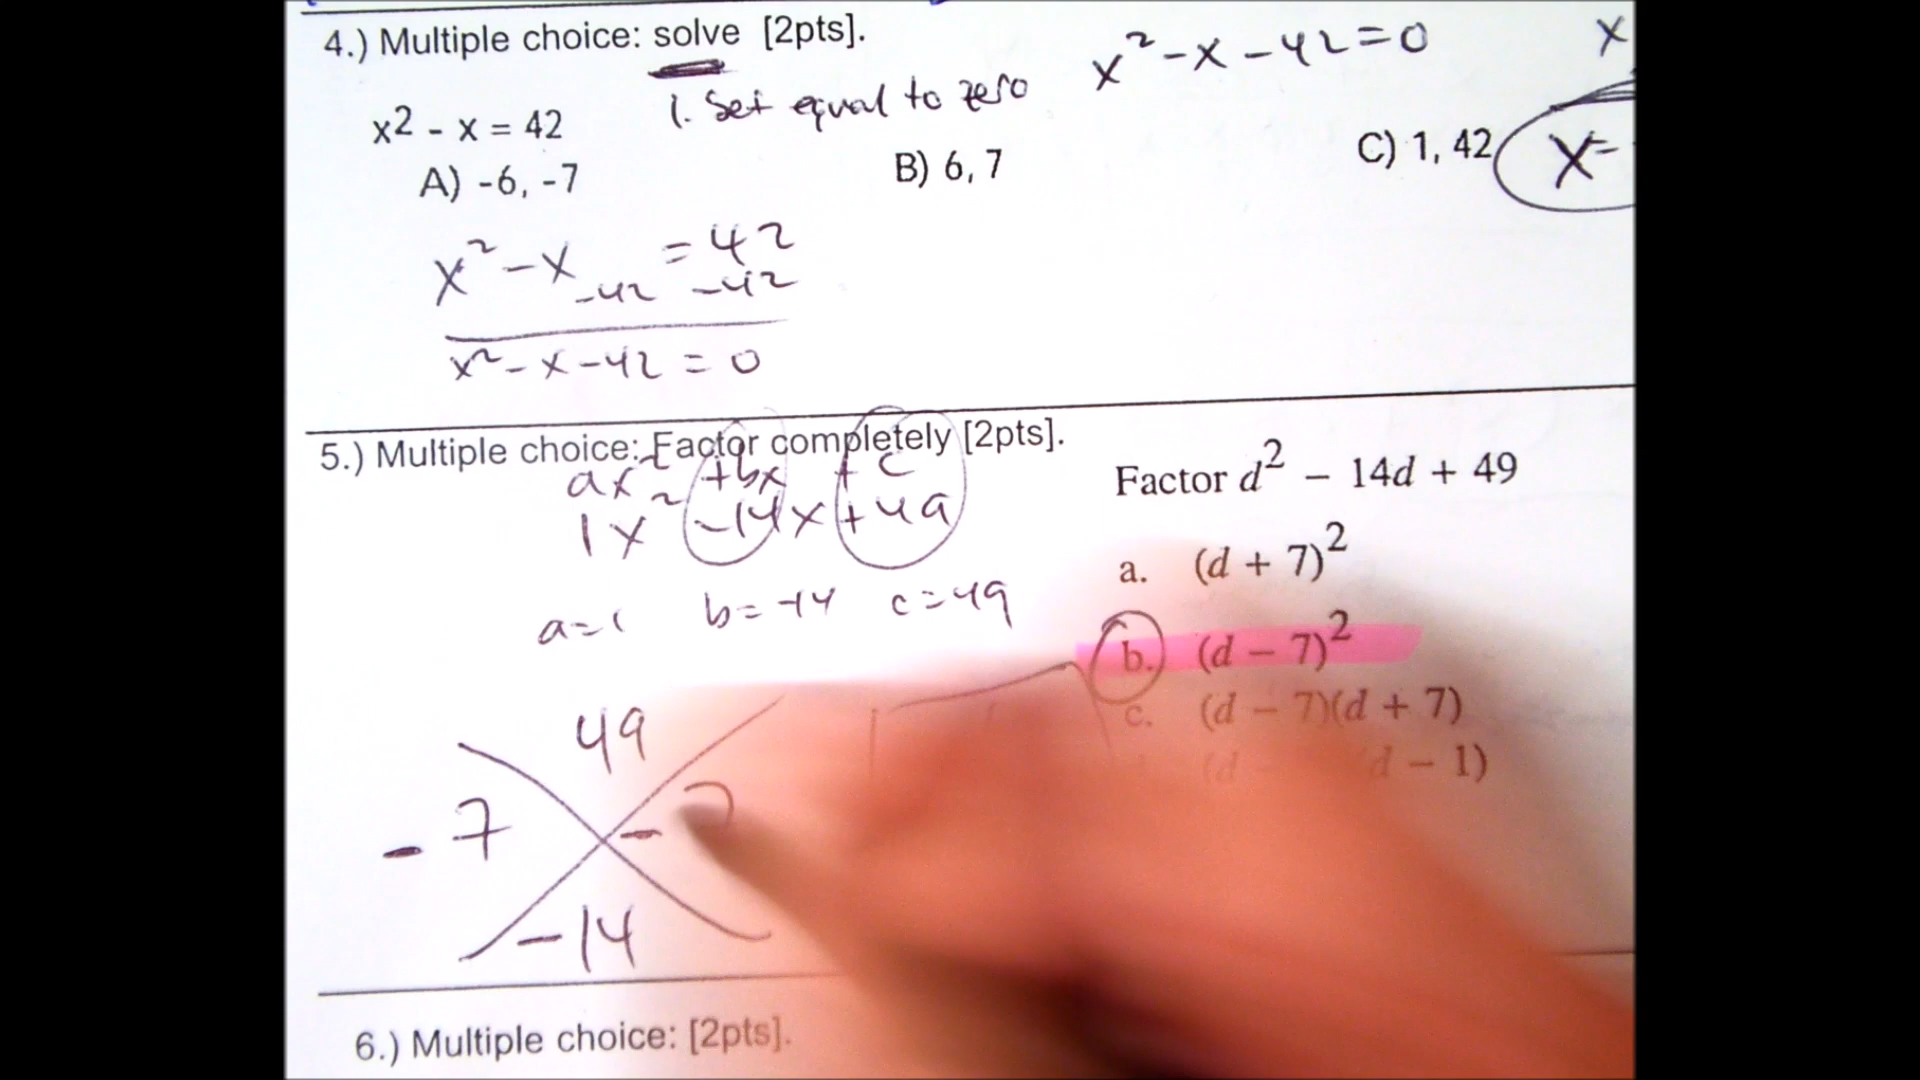 4.) Multiple choice: solve [2pts].
x² - x - 42 = 0
x
1. Set equal to zero
x² - x = 42
A) -6, -7
B) 6, 7
C) 1, 42
x=
x² - x = 42
-42 -42
x² - x - 42 = 0
5.) Multiple choice: Factor completely [2pts].
ax² + bx + c
1x² - 14x + 49
a=1 b=-14 c=49
Factor d² − 14d + 49
a. (d + 7)²
b. (d − 7)²
c. (d − 7)(d + 7)
d − 1)
49
-7
-14
6.) Multiple choice: [2pts].